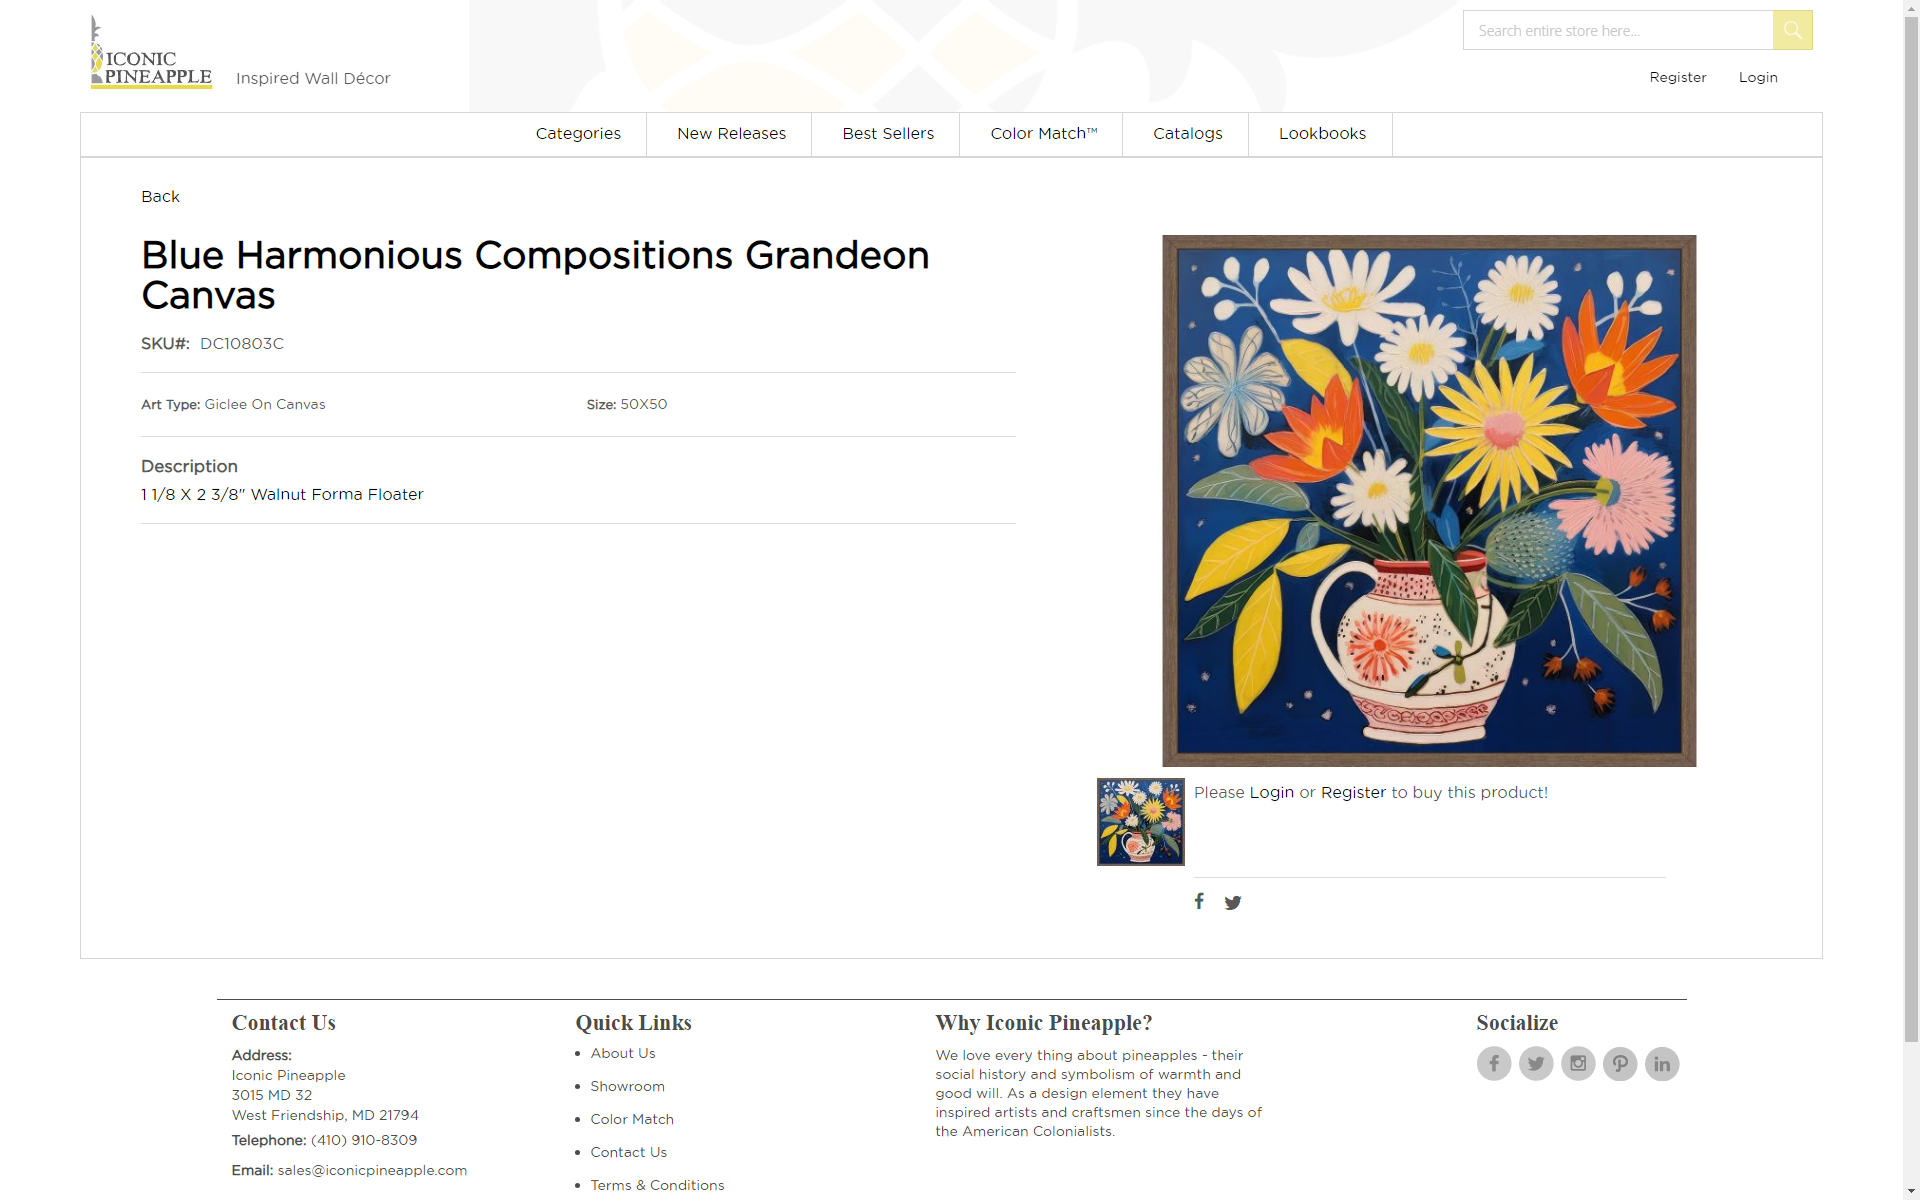 ICONIC
PINEAPPLE
Inspired Wall Décor
Search entire store here...
Register
Login
Categories
New Releases
Best Sellers
Color Match™
Catalogs
Lookbooks
Back
Blue Harmonious Compositions Grandeon
Canvas
SKU#: DC10803C
Art Type: Giclee On Canvas
Size: 50X50
Description
1 1/8 X 2 3/8" Walnut Forma Floater
Please Login or Register to buy this product!
Contact Us
Address:
Iconic Pineapple
3015 MD 32
West Friendship, MD 21794
Telephone: (410) 910-8309
Email: sales@iconicpineapple.com
Quick Links
About Us
Showroom
Color Match
Contact Us
Terms & Conditions
Why Iconic Pineapple?
We love every thing about pineapples - their
social history and symbolism of warmth and
good will. As a design element they have
inspired artists and craftsmen since the days of
the American Colonialists.
Socialize